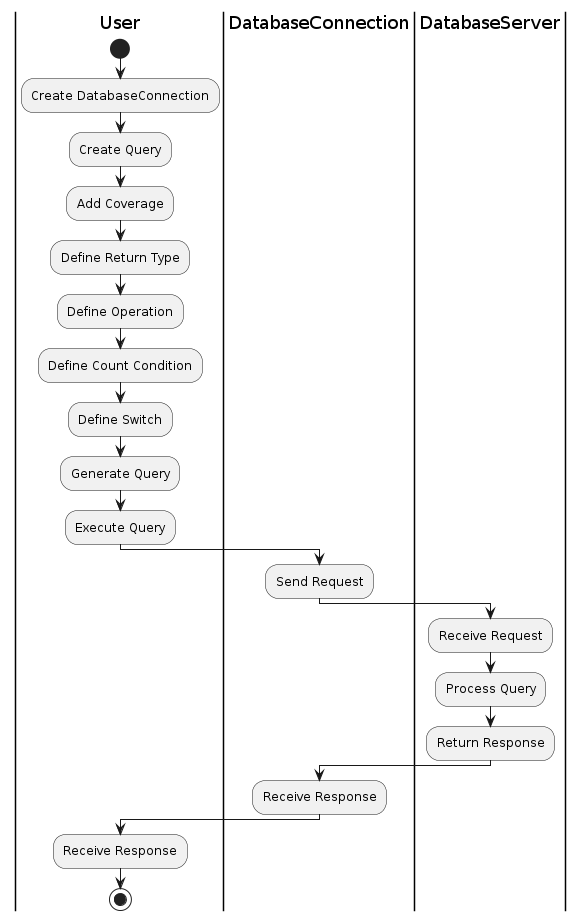 User
DatabaseConnection
DatabaseServer
Create DatabaseConnection
Create Query
Add Coverage
Define Return Type
Define Operation
Define Count Condition
Define Switch
Generate Query
Execute Query
Send Request
Receive Request
Process Query
Return Response
Receive Response
Receive Response